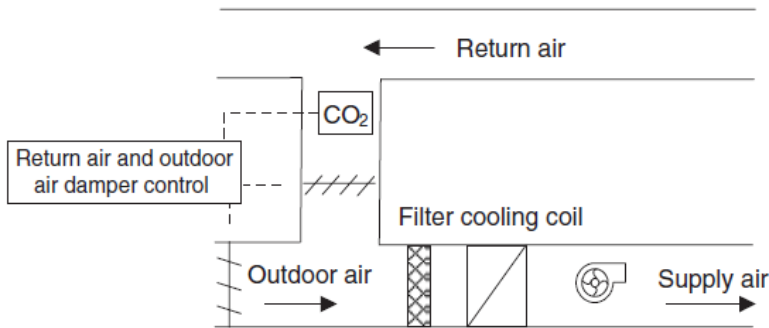 Return air
CO₂
Return air and outdoor
air damper control
Filter cooling coil
Outdoor air
Supply air